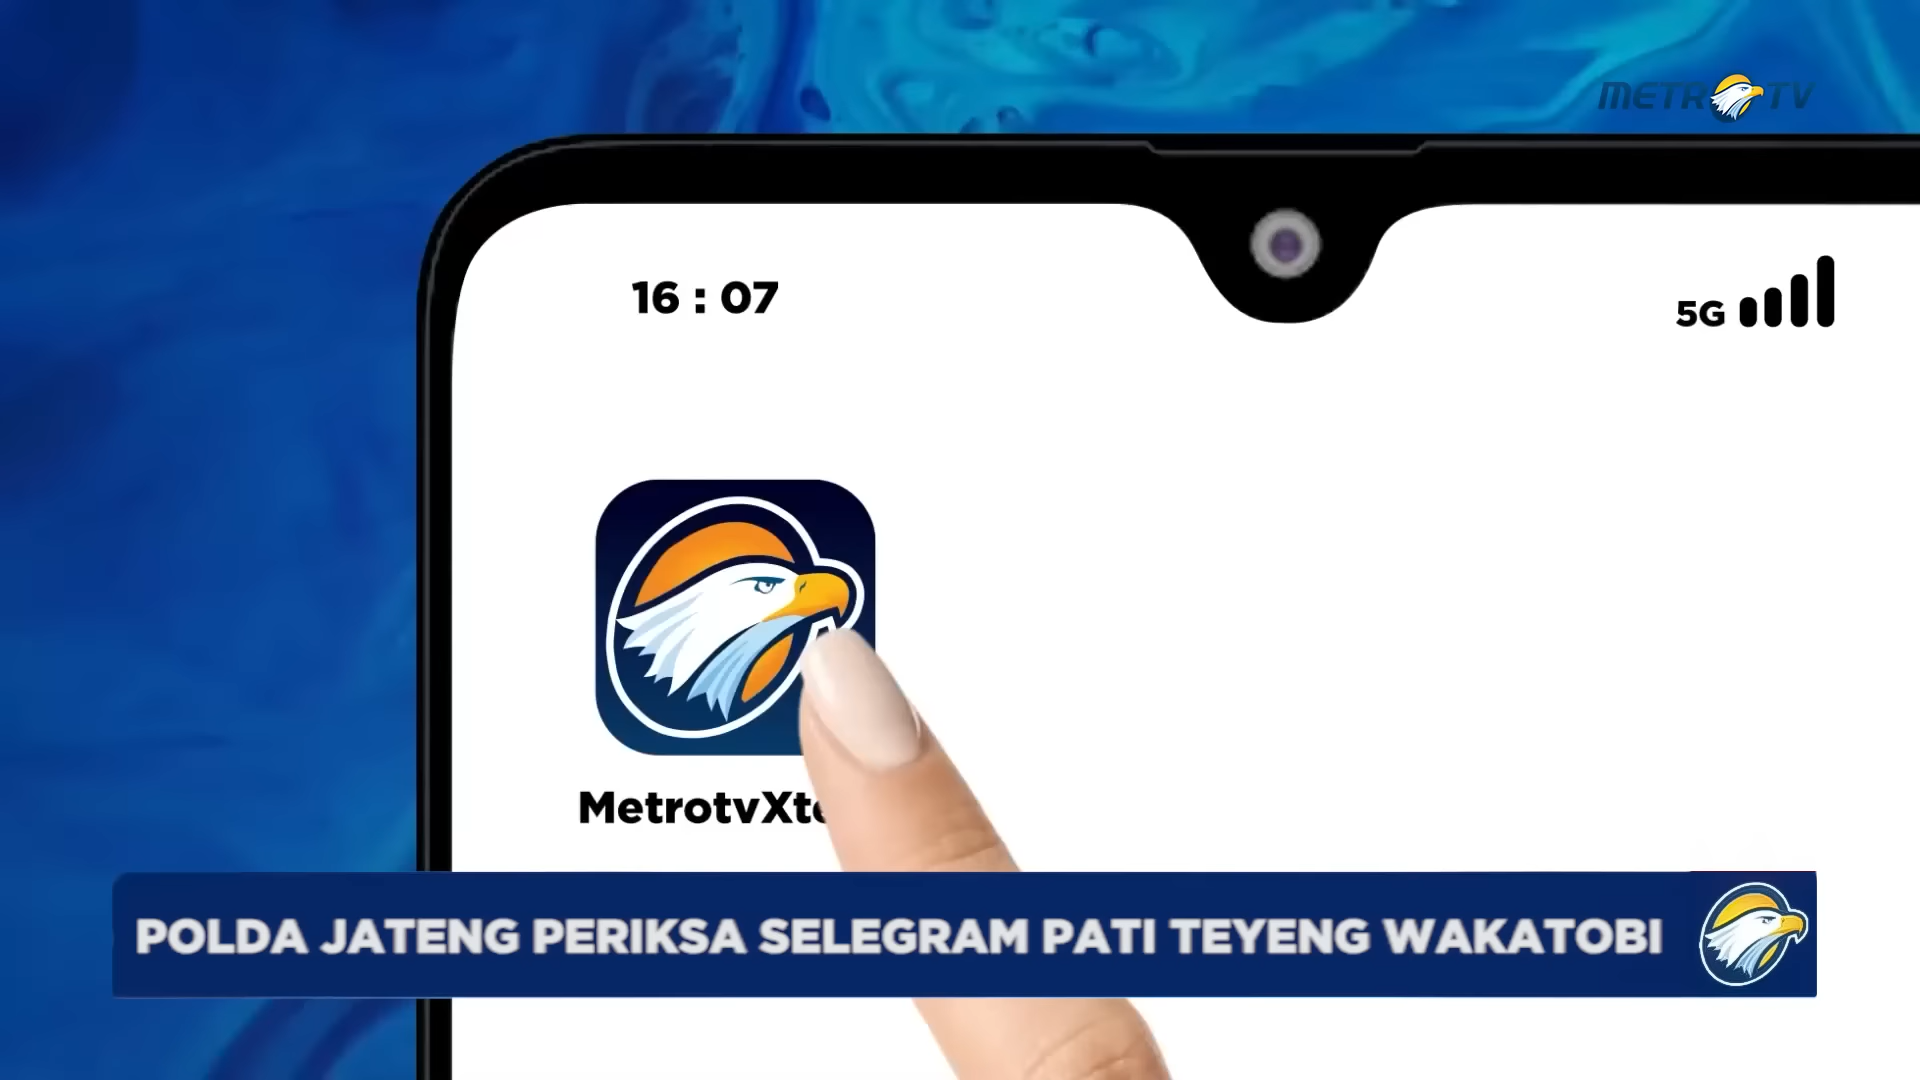 METRO TV
16 : 07
5G
MetrotvXt
POLDA JATENG PERIKSA SELEGRAM PATI TEYENG WAKATOBI